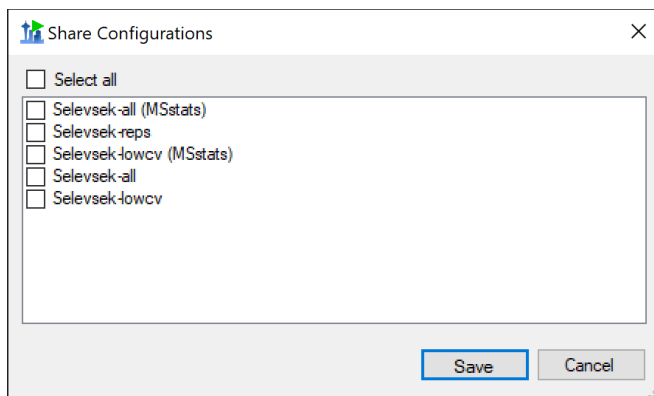 Share Configurations
Select all
Selevsek-all (MSstats)
Selevsek-reps
Selevsek-lowcv (MSstats)
Selevsek-all
Selevsek-lowcv
Save Cancel